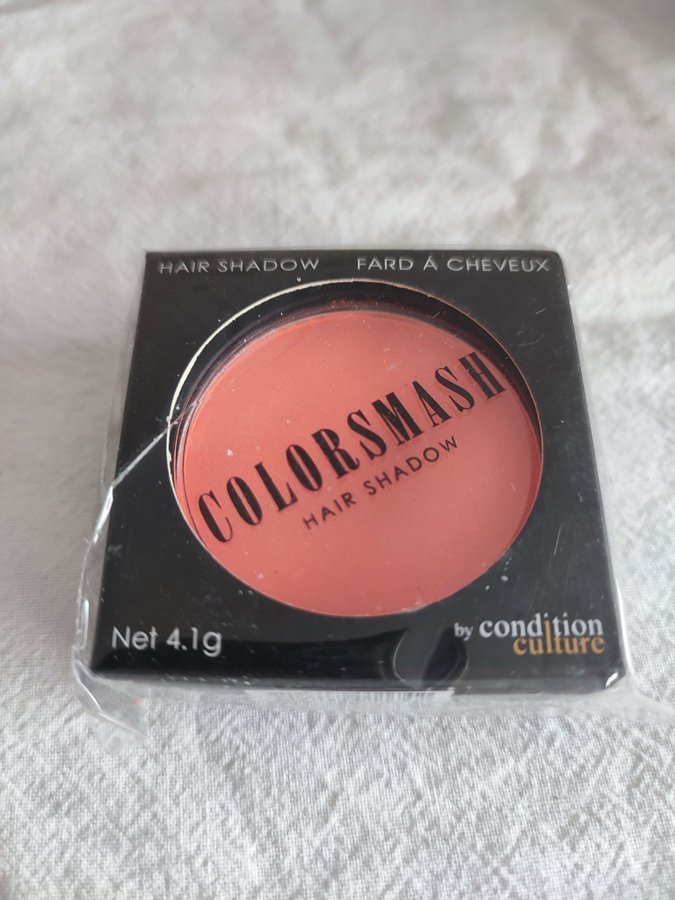 HAIR SHADOW FARD Á CHEVEUX
COLORSMASH
HAIR SHADOW
Net 4.1g
by condition
culture